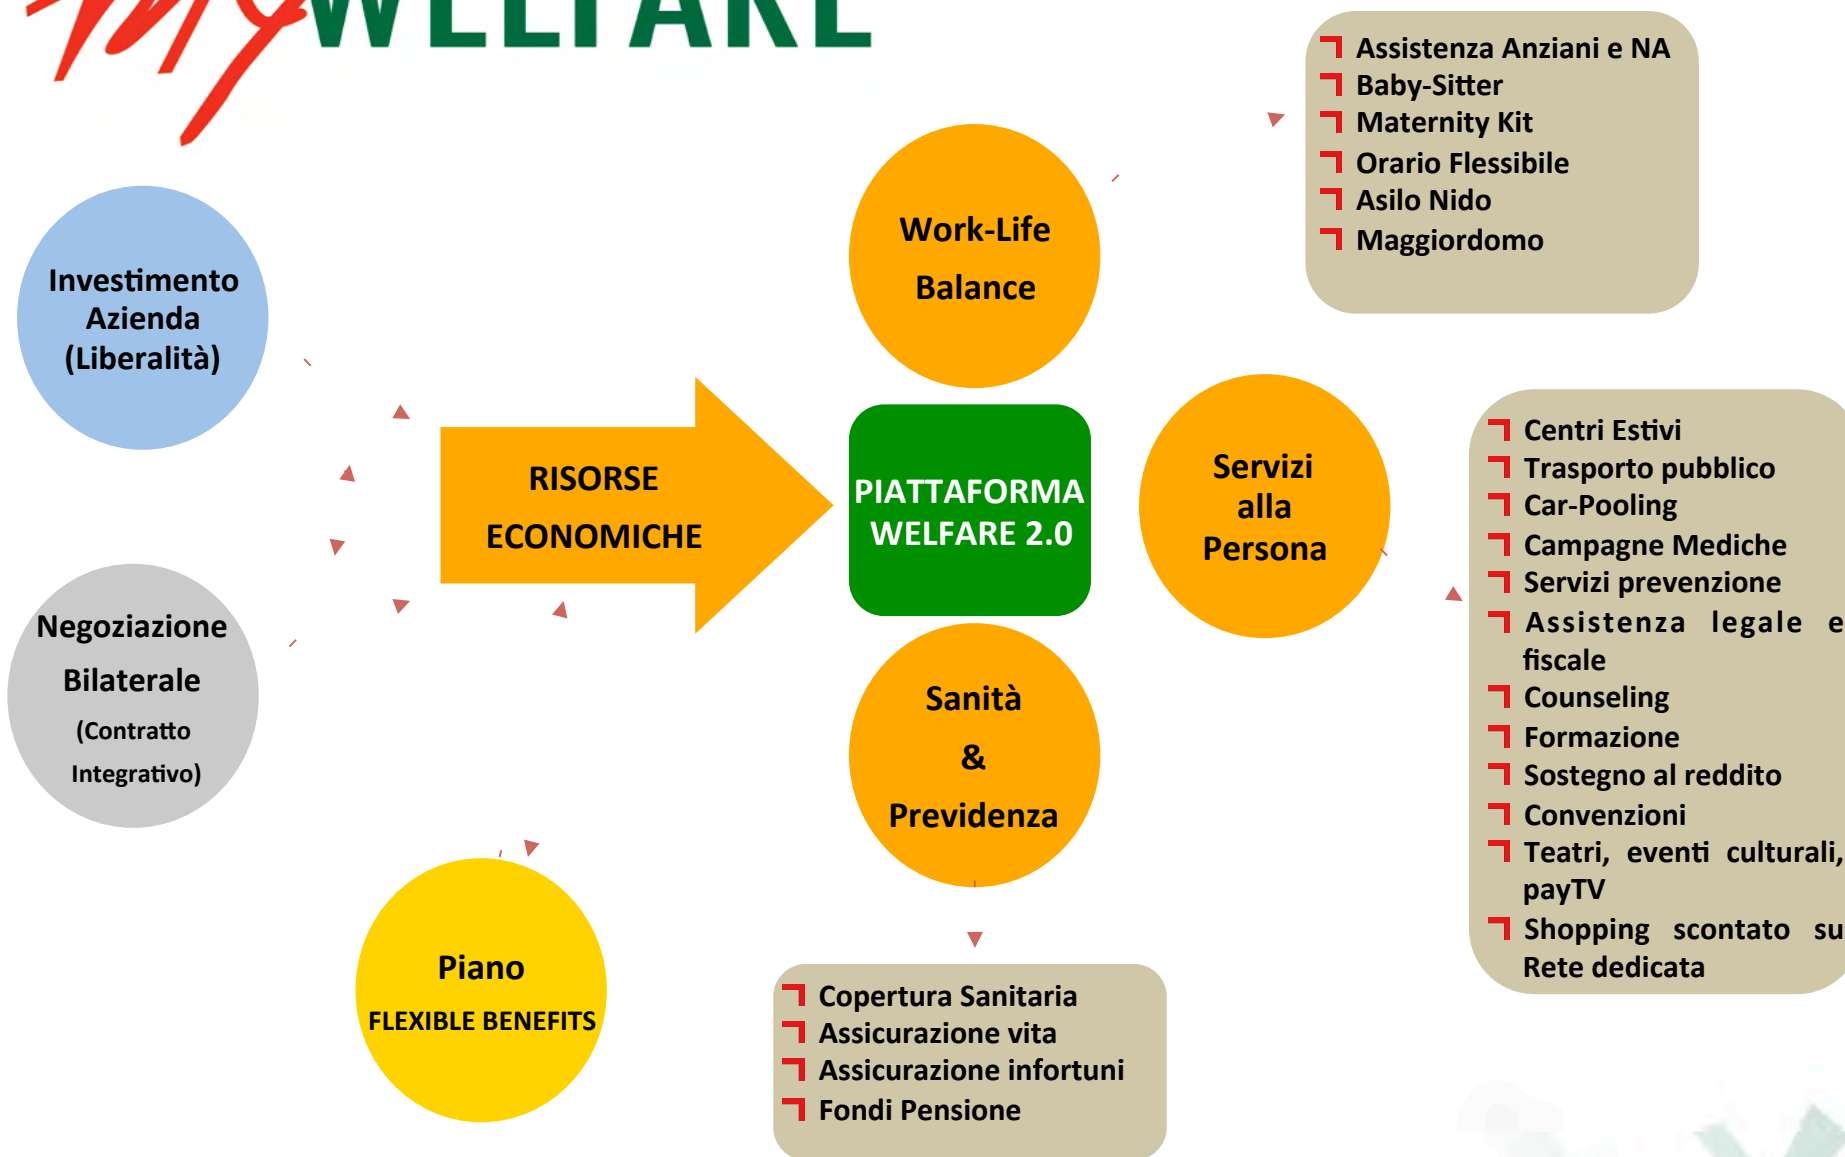 my WELFARE
Assistenza Anziani e NA
Baby-Sitter
Maternity Kit
Orario Flessibile
Asilo Nido
Maggiordomo
Work-Life
Balance
Investimento
Azienda
(Liberalità)
RISORSE
ECONOMICHE
PIATTAFORMA
WELFARE 2.0
Servizi
alla
Persona
Centri Estivi
Trasporto pubblico
Car-Pooling
Campagne Mediche
Servizi prevenzione
Assistenza legale e
fiscale
Counseling
Formazione
Sostegno al reddito
Convenzioni
Teatri, eventi culturali,
payTV
Shopping scontato su
Rete dedicata
Negoziazione
Bilaterale
(Contratto
Integrativo)
Sanità
&
Previdenza
Piano
FLEXIBLE BENEFITS
Copertura Sanitaria
Assicurazione vita
Assicurazione infortuni
Fondi Pensione